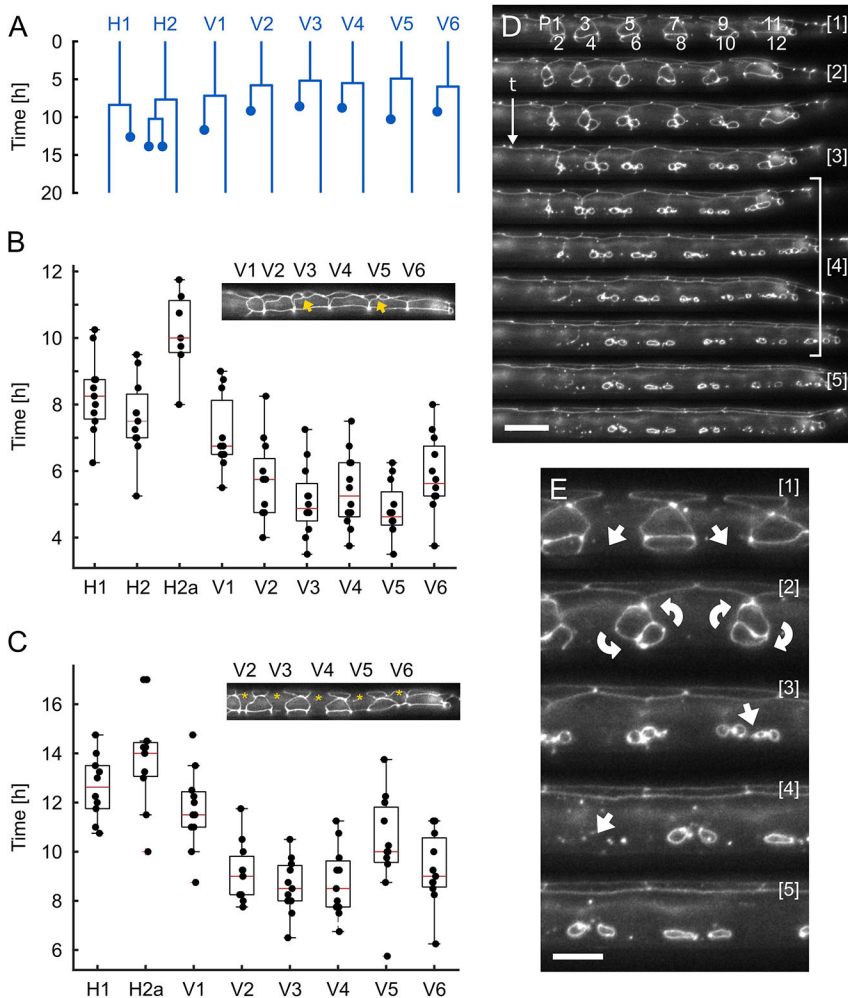 A
H1 H2 V1 V2 V3 V4 V5 V6
Time [h]
0
5
10
15
20
B
V1 V2 V3 V4 V5 V6
Time [h]
12
10
8
6
4
H1 H2 H2a V1 V2 V3 V4 V5 V6
C
V2 V3 V4 V5 V6
* * * * *
Time [h]
16
14
12
10
8
6
H1 H2a V1 V2 V3 V4 V5 V6
D
P1 3 5 7 9 11
2 4 6 8 10 12
[1]
[2]
t
[3]
[4]
[5]
E
[1]
[2]
[3]
[4]
[5]